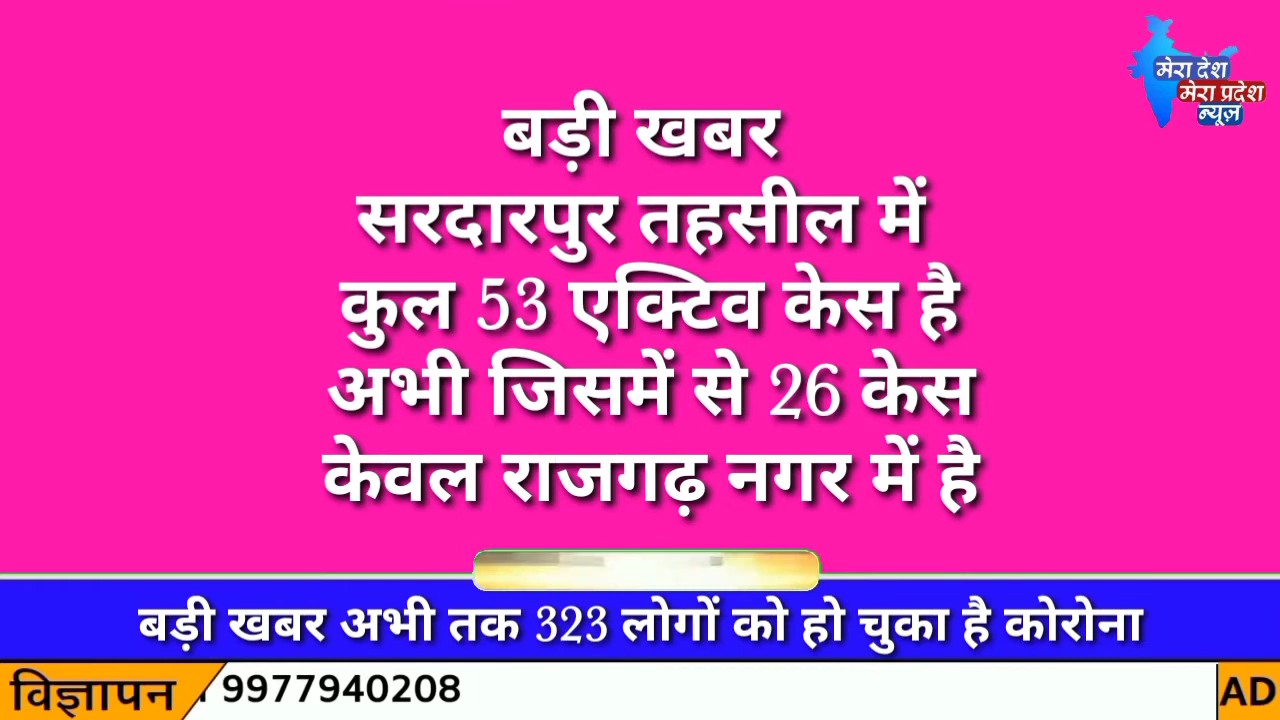 मेरा देश
मेरा प्रदेश
न्यूज़
बड़ी खबर
सरदारपुर तहसील में
कुल 53 एक्टिव केस है
अभी जिसमें से 26 केस
केवल राजगढ़ नगर में है
बड़ी खबर अभी तक 323 लोगों को हो चुका है कोरोना
विज्ञापन 9977940208 AD